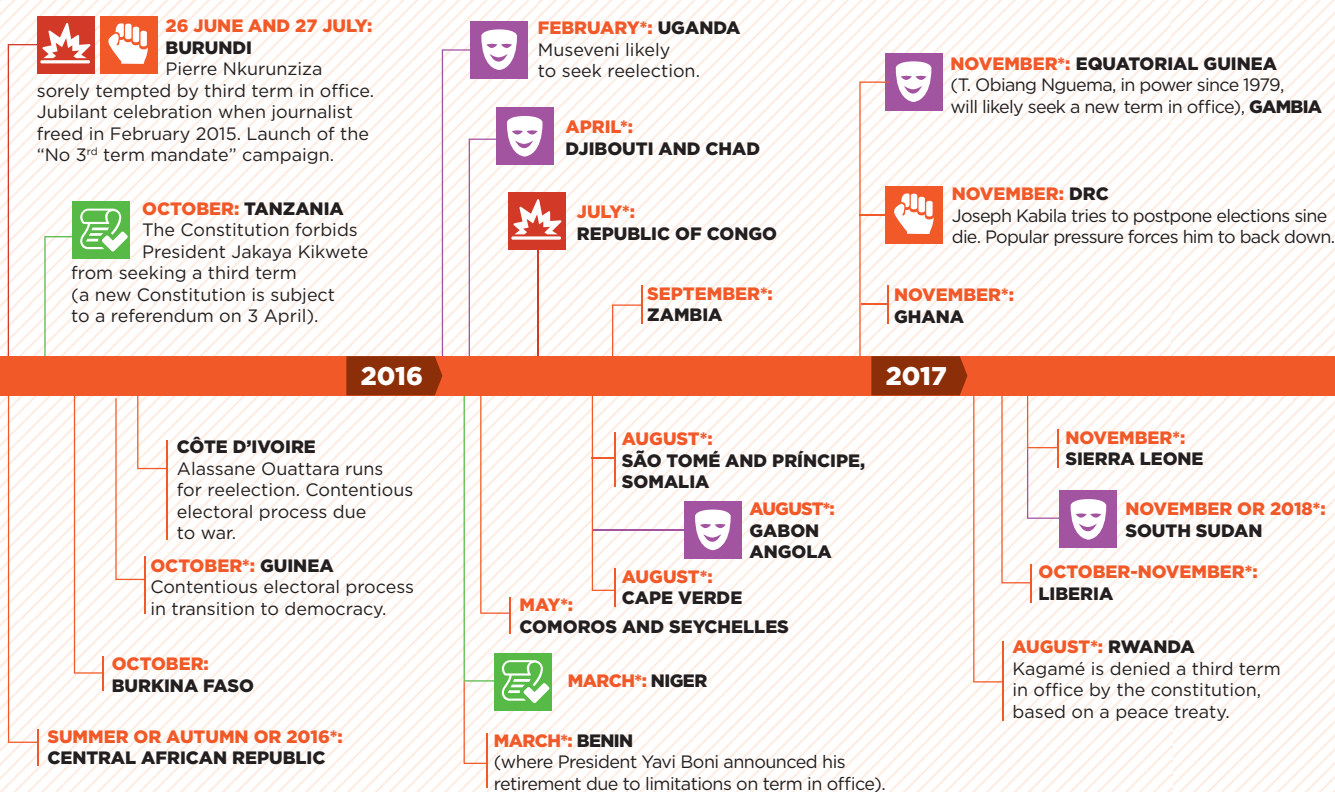 26 JUNE AND 27 JULY:
BURUNDI
Pierre Nkurunziza
sorely tempted by third term in office.
Jubilant celebration when journalist
freed in February 2015. Launch of the
“No 3rd term mandate” campaign.
OCTOBER: TANZANIA
The Constitution forbids
President Jakaya Kikwete
from seeking a third term
(a new Constitution is subject
to a referendum on 3 April).
FEBRUARY*: UGANDA
Museveni likely
to seek reelection.
APRIL*:
DJIBOUTI AND CHAD
JULY*:
REPUBLIC OF CONGO
SEPTEMBER*:
ZAMBIA
NOVEMBER*: EQUATORIAL GUINEA
(T. Obiang Nguema, in power since 1979,
will likely seek a new term in office), GAMBIA
NOVEMBER: DRC
Joseph Kabila tries to postpone elections sine
die. Popular pressure forces him to back down.
NOVEMBER*:
GHANA
2016
2017
CÔTE D’IVOIRE
Alassane Ouattara runs
for reelection. Contentious
electoral process due
to war.
OCTOBER*: GUINEA
Contentious electoral process
in transition to democracy.
OCTOBER:
BURKINA FASO
SUMMER OR AUTUMN OR 2016*:
CENTRAL AFRICAN REPUBLIC
AUGUST*:
SÃO TOMÉ AND PRÍNCIPE,
SOMALIA
AUGUST*:
GABON
ANGOLA
AUGUST*:
CAPE VERDE
MAY*:
COMOROS AND SEYCHELLES
MARCH*: NIGER
MARCH*: BENIN
(where President Yavi Boni announced his
retirement due to limitations on term in office).
NOVEMBER*:
SIERRA LEONE
NOVEMBER OR 2018*:
SOUTH SUDAN
OCTOBER-NOVEMBER*:
LIBERIA
AUGUST*: RWANDA
Kagamé is denied a third term
in office by the constitution,
based on a peace treaty.